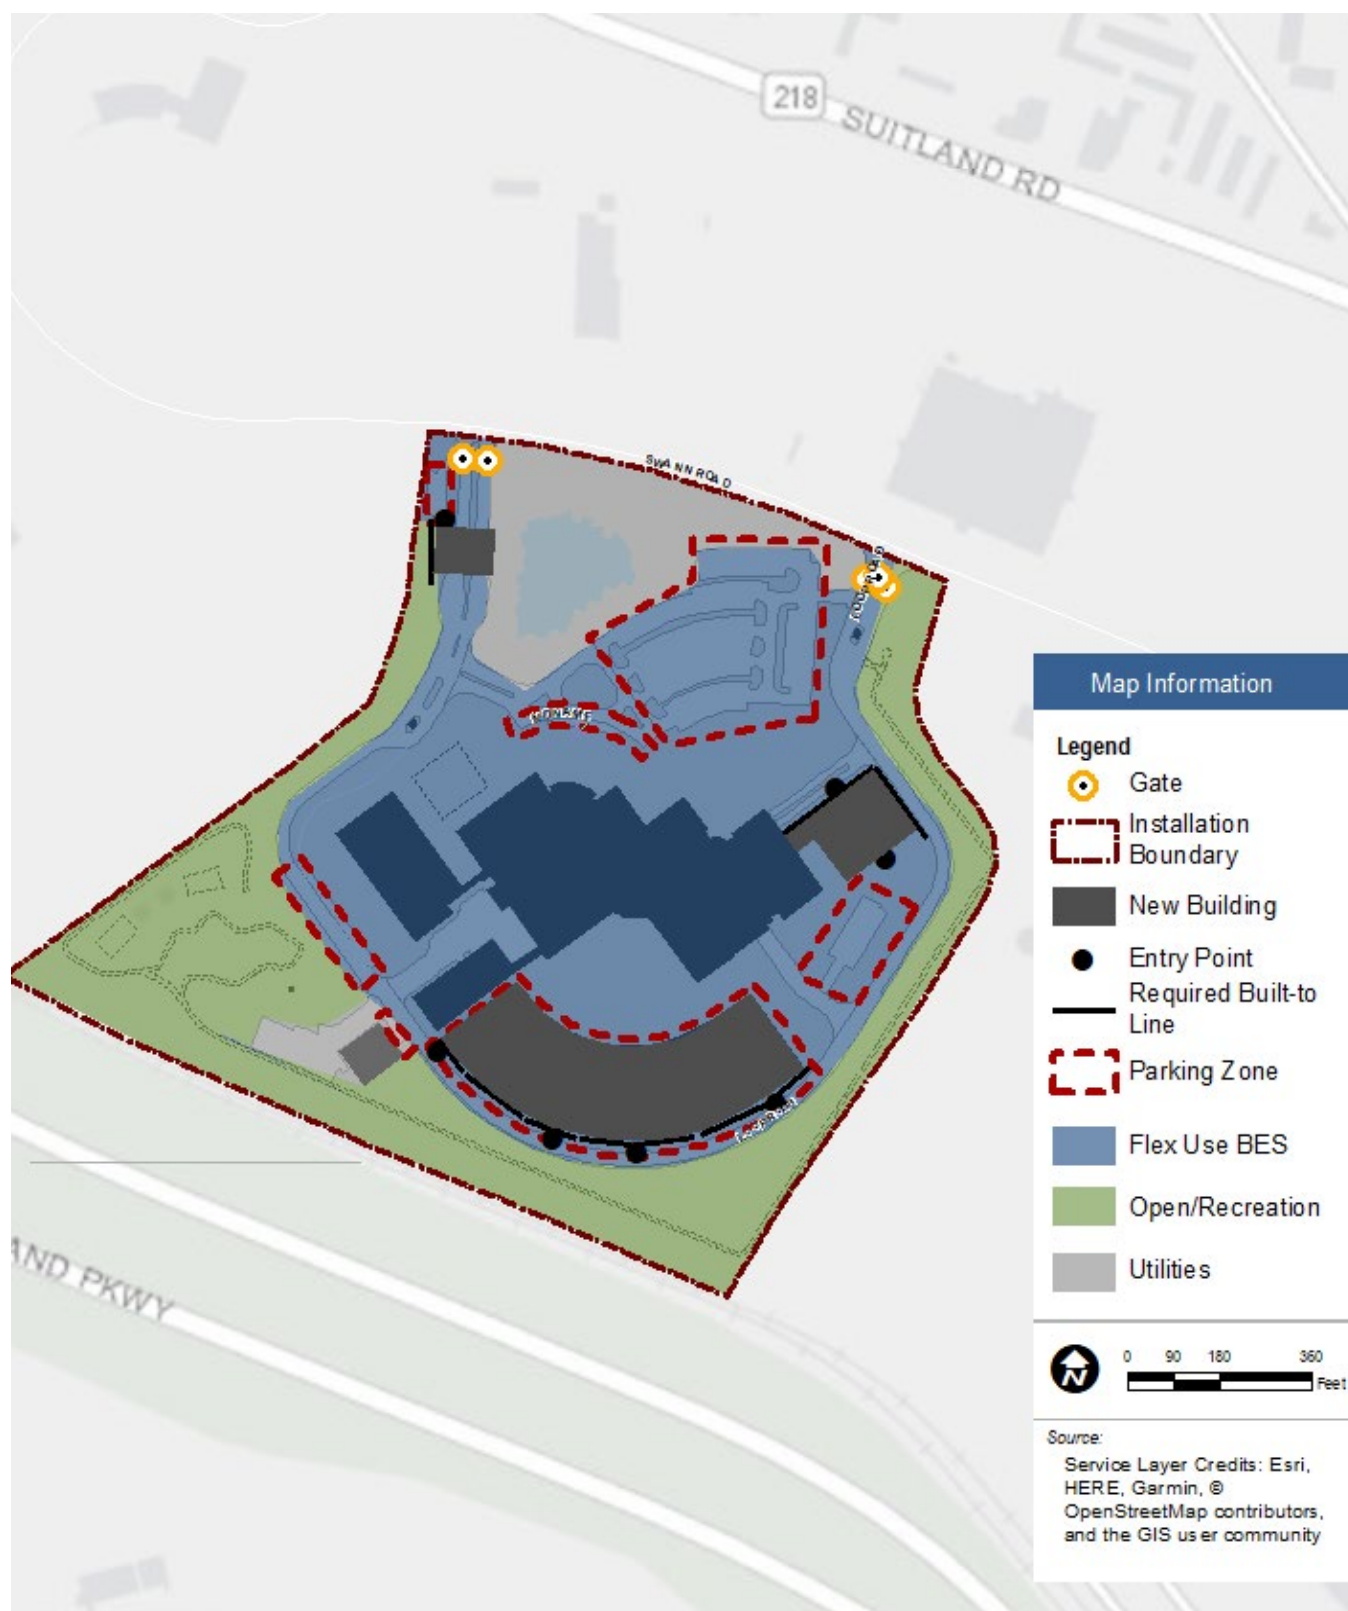 218
SUITLAND RD
SWANN ROAD
Map Information
Legend
Gate
Installation
Boundary
New Building
Entry Point
Required Built-to
Line
Parking Zone
Flex Use BES
Open/Recreation
Utilities
AND PKWY
N
0 90 180 360
Feet
Source:
Service Layer Credits: Esri,
HERE, Garmin, ©
OpenStreetMap contributors,
and the GIS user community